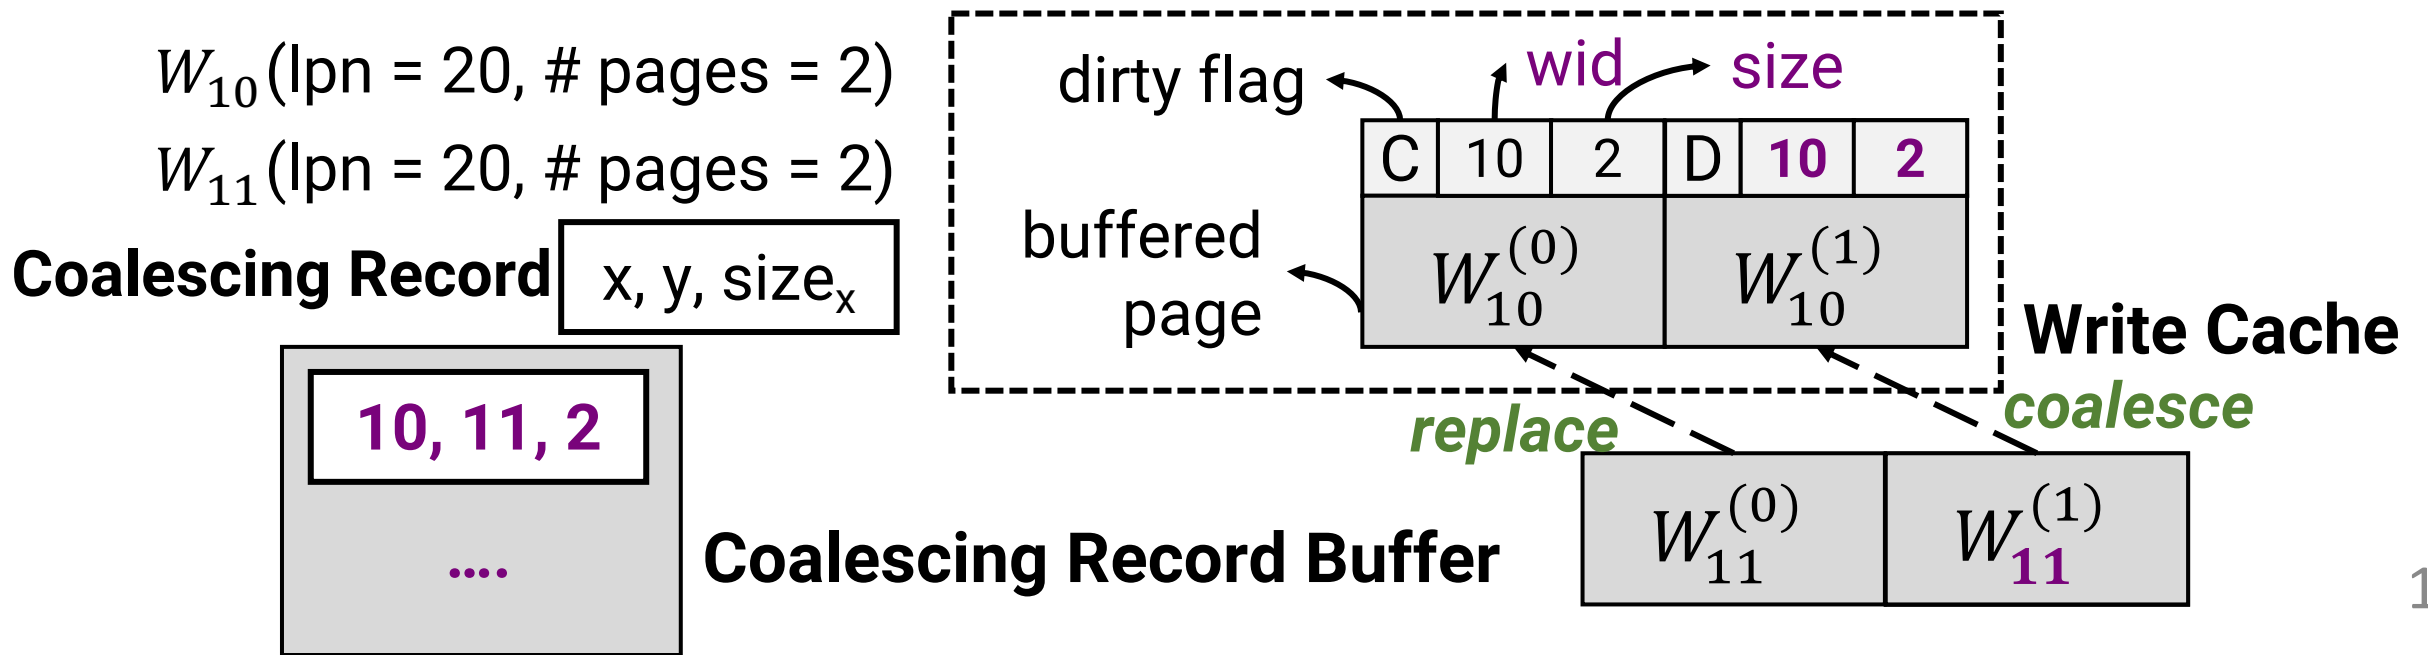 W₁₀(lpn = 20, # pages = 2)
W₁₁(lpn = 20, # pages = 2)
Coalescing Record
x, y, sizeₓ
10, 11, 2
....
Coalescing Record Buffer
dirty flag
wid
size
C 10 2 D 10 2
buffered
page
W₁₀⁽⁰⁾ W₁₀⁽¹⁾
Write Cache
replace
coalesce
W₁₁⁽⁰⁾ W₁₁⁽¹⁾
1